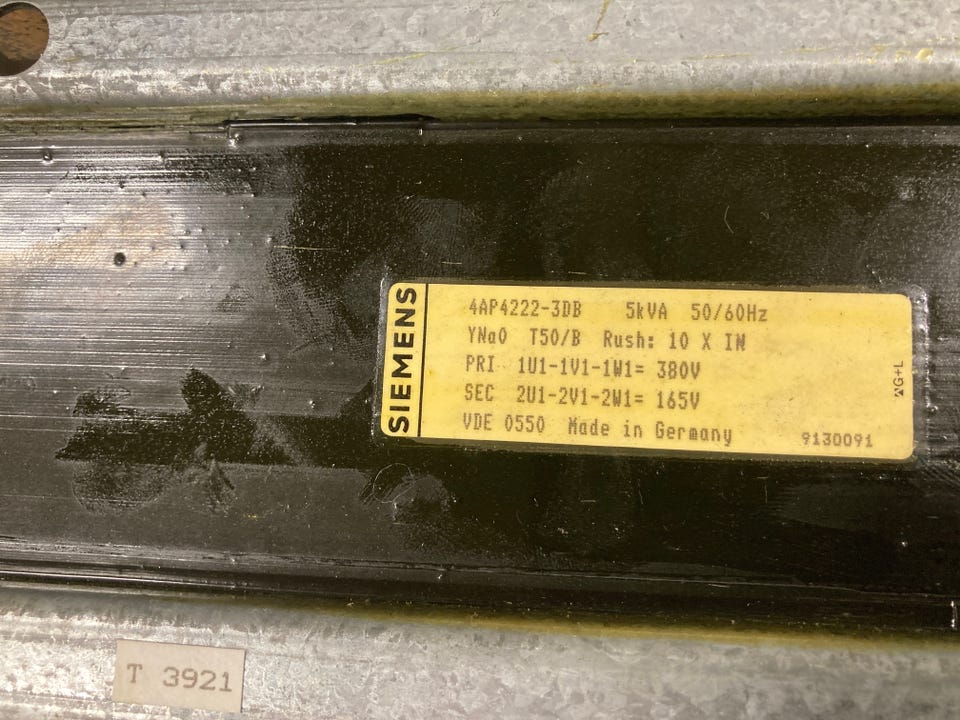 SIEMENS
4AP4222-3DB 5kVA 50/60Hz
YNa0 T50/B Rush: 10 X IN
PRI 1U1-1V1-1W1= 380V
SEC 2U1-2V1-2W1= 165V
VDE 0550 Made in Germany
9130091
G+L
T 3921